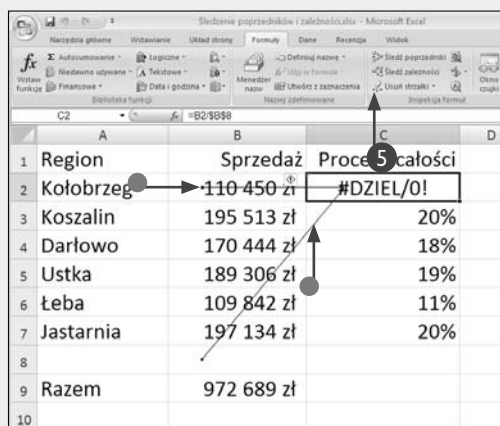 Śledzenie poprzedników i zależności.xlsx - Microsoft Excel
Narzędzia główne Wstawianie Układ strony Formuły Dane Recenzja Widok
fx Wstaw funkcję
Σ Autosumowanie Logiczne
Niedawno używane Tekstowe
Finansowe Data i godzina
Biblioteka funkcji
Menedżer nazw
Definiuj nazwę
Użyj w formule
Utwórz z zaznaczenia
Nazwy zdefiniowane
Śledź poprzedniki
Śledź zależności
Usuń strzałki
Inspekcja formuł
Okno czujki
C2 fx =B2/$B$8
A B C D
1 Region Sprzedaż Procent całości
5
2 Kołobrzeg 110 450 zł #DZIEL/0!
3 Koszalin 195 513 zł 20%
4 Darłowo 170 444 zł 18%
5 Ustka 189 306 zł 19%
6 Łeba 109 842 zł 11%
7 Jastarnia 197 134 zł 20%
8
9 Razem 972 689 zł
10